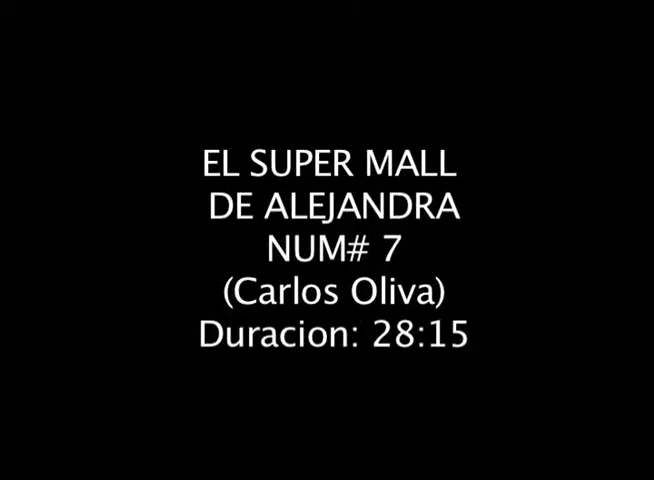 EL SUPER MALL
DE ALEJANDRA
NUM# 7
(Carlos Oliva)
Duracion: 28:15